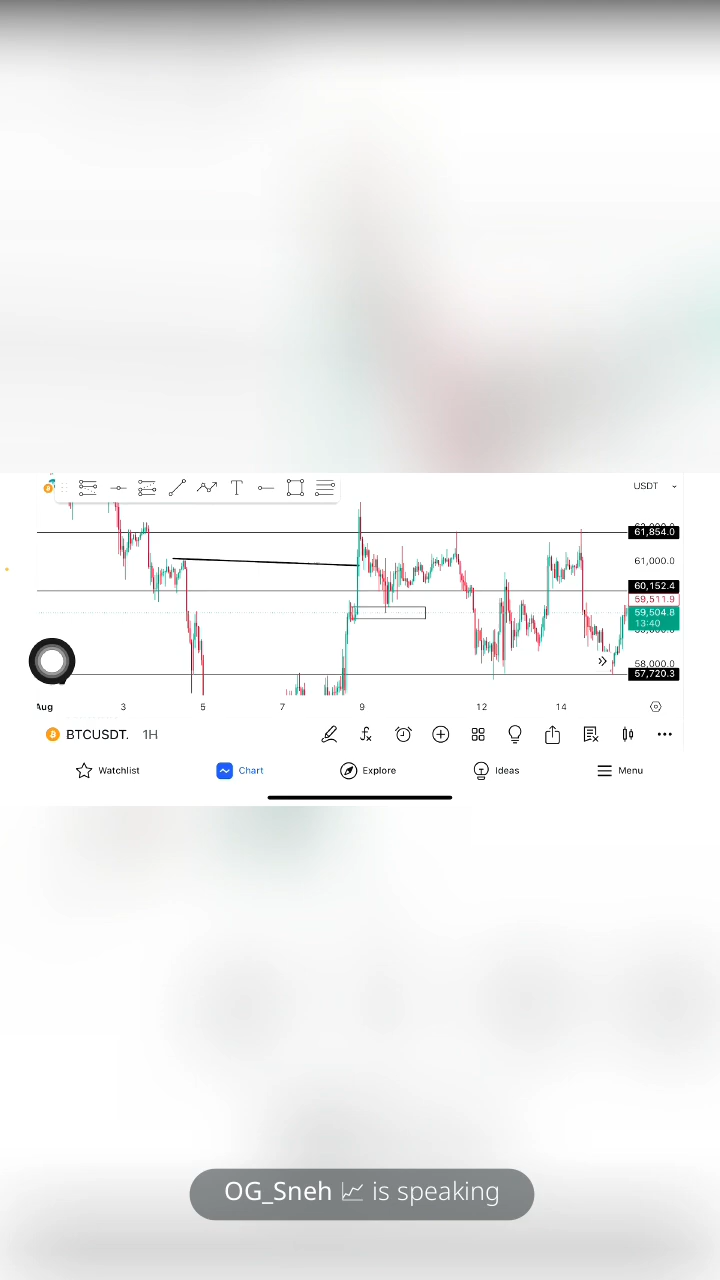 USDT
61,854.0
61,000.0
60,152.4
59,511.9
59,504.8
13:40
58,000.0
57,720.3
Aug 3 5 7 9 12 14
BTCUSDT. 1H
Watchlist Chart Explore Ideas Menu
OG_Sneh 📈 is speaking